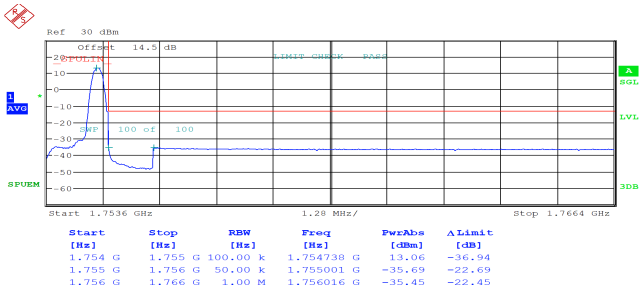 R S
Ref 30 dBm
Offset 14.5 dB
20
SPULIN
LIMIT CHECK PASS
A
10
SGL
0
1
*
AVG
-10
LVL
-20
SWP 100 of 100
-30
-40
-50
SPUEM
-60
3DB
Start 1.7536 GHz 1.28 MHz/ Stop 1.7664 GHz
Start Stop RBW Freq PwrAbs ΔLimit
[Hz] [Hz] [Hz] [Hz] [dBm] [dB]
1.754 G 1.755 G 100.00 k 1.754738 G 13.06 -36.94
1.755 G 1.756 G 50.00 k 1.755001 G -35.69 -22.69
1.756 G 1.766 G 1.00 M 1.756016 G -35.45 -22.45